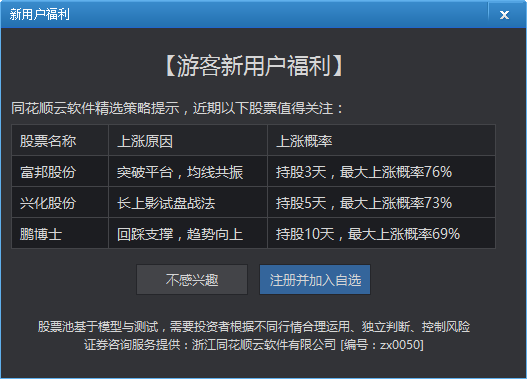 新用户福利
x
【游客新用户福利】
同花顺云软件精选策略提示，近期以下股票值得关注：
股票名称 上涨原因 上涨概率
富邦股份 突破平台，均线共振 持股3天，最大上涨概率76%
兴化股份 长上影试盘战法 持股5天，最大上涨概率73%
鹏博士 回踩支撑，趋势向上 持股10天，最大上涨概率69%
不感兴趣 注册并加入自选
股票池基于模型与测试，需要投资者根据不同行情合理运用、独立判断、控制风险
证券咨询服务提供：浙江同花顺云软件有限公司 [编号：zx0050]